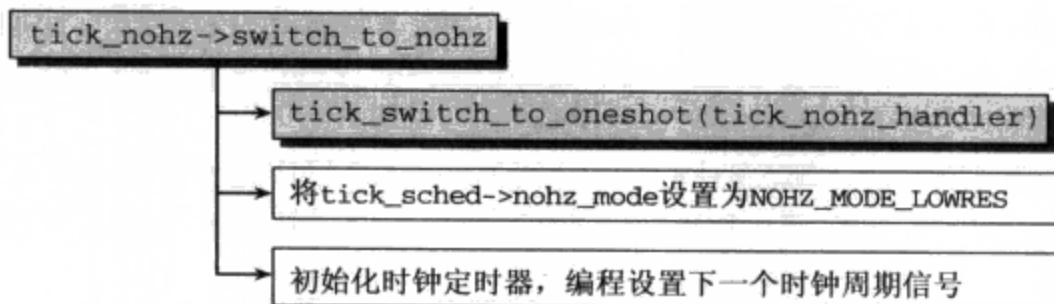 tick_nohz->switch_to_nohz
tick_switch_to_oneshot(tick_nohz_handler)
将tick_sched->nohz_mode设置为NOHZ_MODE_LOWRES
初始化时钟定时器，编程设置下一个时钟周期信号